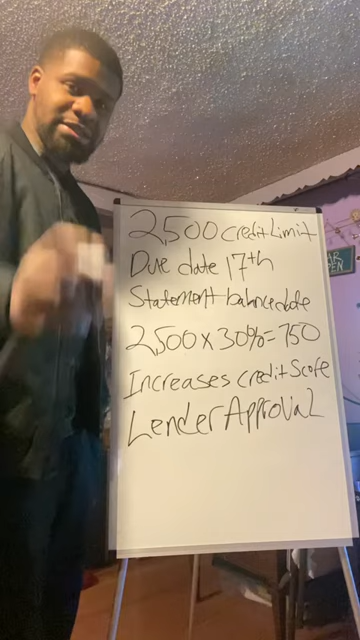 2,500 credit Limit
Due date 17th
Statement balance date
2,500 x 30% = 750
Increases credit Score
Lender Approval